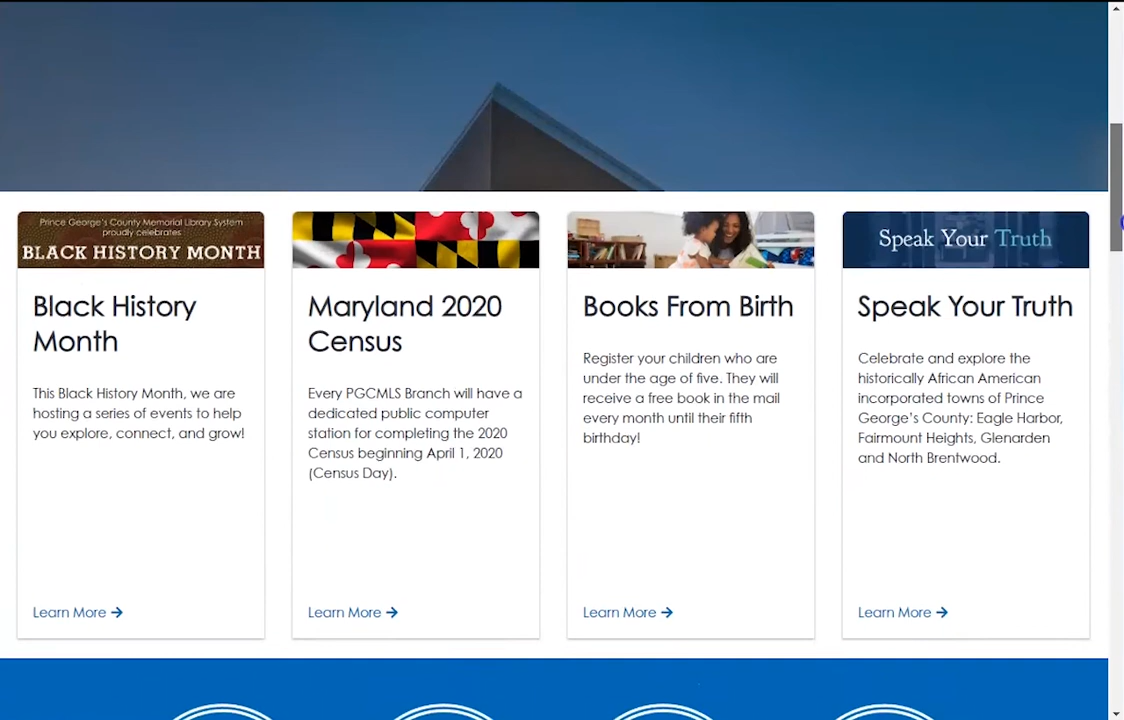 Prince George's County Memorial Library System
proudly celebrates
BLACK HISTORY MONTH
Black History
Month
This Black History Month, we are
hosting a series of events to help
you explore, connect, and grow!
Learn More
Maryland 2020
Census
Every PGCMLS Branch will have a
dedicated public computer
station for completing the 2020
Census beginning April 1, 2020
(Census Day).
Learn More
Books From Birth
Register your children who are
under the age of five. They will
receive a free book in the mail
every month until their fifth
birthday!
Learn More
Speak Your Truth
Speak Your Truth
Celebrate and explore the
historically African American
incorporated towns of Prince
George's County: Eagle Harbor,
Fairmount Heights, Glenarden
and North Brentwood.
Learn More